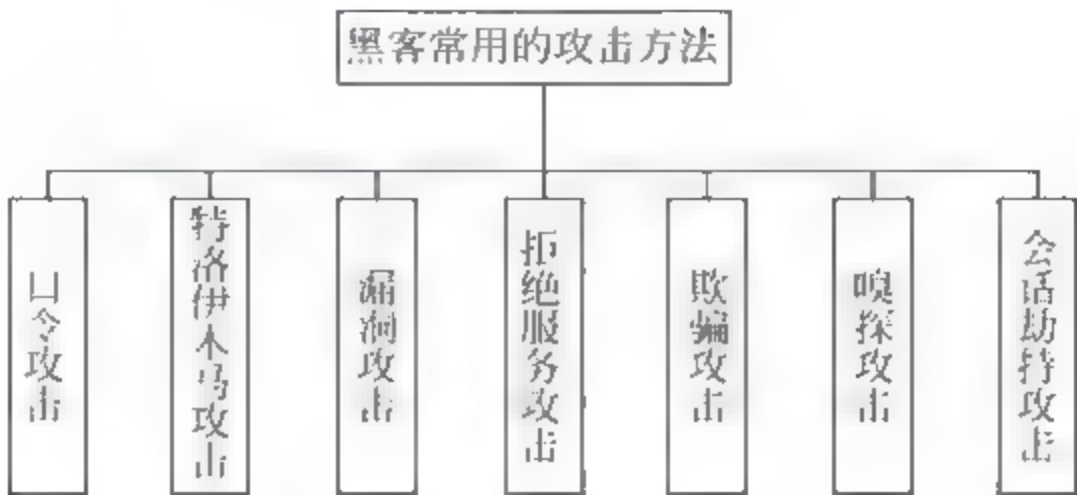 黑客常用的攻击方法
口令攻击
特洛伊木马攻击
漏洞攻击
拒绝服务攻击
欺骗攻击
嗅探攻击
会话劫持攻击